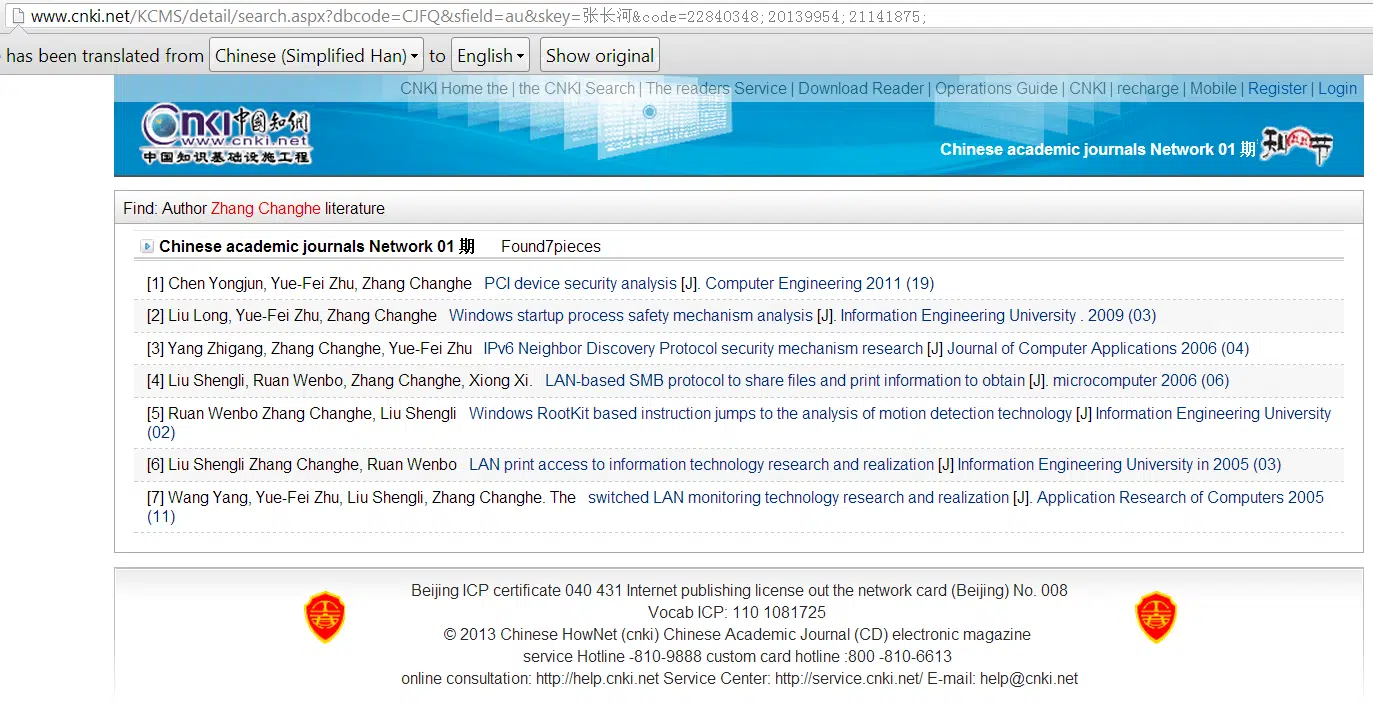 www.cnki.net/KCMS/detail/search.aspx?dbcode=CJFQ&sfield=au&skey=张长河&code=22840348;20139954;21141875;
has been translated from Chinese (Simplified Han) to English Show original
CNKI Home the | the CNKI Search | The readers Service | Download Reader | Operations Guide | CNKI | recharge | Mobile | Register | Login
Cnki中国知网
www.cnki.net
中国知识基础设施工程
Chinese academic journals Network 01 期
Find: Author Zhang Changhe literature
Chinese academic journals Network 01 期 Found7pieces
[1] Chen Yongjun, Yue-Fei Zhu, Zhang Changhe PCI device security analysis [J]. Computer Engineering 2011 (19)
[2] Liu Long, Yue-Fei Zhu, Zhang Changhe Windows startup process safety mechanism analysis [J]. Information Engineering University . 2009 (03)
[3] Yang Zhigang, Zhang Changhe, Yue-Fei Zhu IPv6 Neighbor Discovery Protocol security mechanism research [J] Journal of Computer Applications 2006 (04)
[4] Liu Shengli, Ruan Wenbo, Zhang Changhe, Xiong Xi. LAN-based SMB protocol to share files and print information to obtain [J]. microcomputer 2006 (06)
[5] Ruan Wenbo Zhang Changhe, Liu Shengli Windows RootKit based instruction jumps to the analysis of motion detection technology [J] Information Engineering University
(02)
[6] Liu Shengli Zhang Changhe, Ruan Wenbo LAN print access to information technology research and realization [J] Information Engineering University in 2005 (03)
[7] Wang Yang, Yue-Fei Zhu, Liu Shengli, Zhang Changhe. The switched LAN monitoring technology research and realization [J]. Application Research of Computers 2005
(11)
Beijing ICP certificate 040 431 Internet publishing license out the network card (Beijing) No. 008
Vocab ICP: 110 1081725
© 2013 Chinese HowNet (cnki) Chinese Academic Journal (CD) electronic magazine
service Hotline -810-9888 custom card hotline :800 -810-6613
online consultation: http://help.cnki.net Service Center: http://service.cnki.net/ E-mail: help@cnki.net